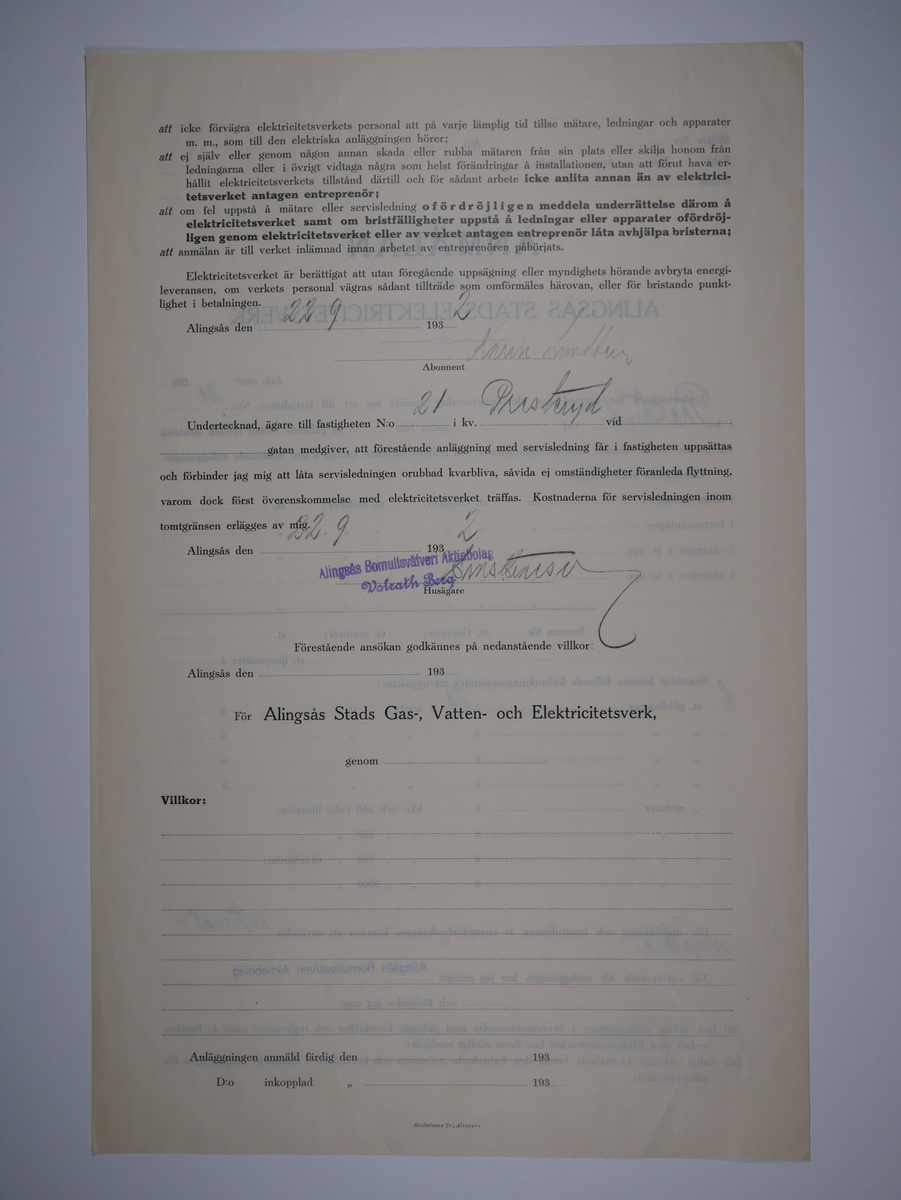 att icke förvägra elektricitetsverkets personal att på varje lämplig tid tillse mätare, ledningar och apparater
m. m., som till den elektriska anläggningen hörer;
att ej själv eller genom någon annan skada eller rubba mätaren från sin plats eller skilja honom från
ledningarna eller i övrigt vidtaga några som helst förändringar å installationen, utan att förut hava er-
hållit elektricitetsverkets tillstånd därtill och för sådant arbete icke anlita annan än av elektrici-
tetsverket antagen entreprenör;
att om fel uppstå å mätare eller servisledning ofördröjligen meddela underrättelse därom å
elektricitetsverket samt om bristfälligheter uppstå å ledningar eller apparater ofördröj-
ligen genom elektricitetsverket eller av verket antagen entreprenör låta avhjälpa bristerna;
att anmälan är till verket inlämnad innan arbetet av entreprenören påbörjats.
Elektricitetsverket är berättigat att utan föregående uppsägning eller myndighets hörande avbryta energi-
leveransen, om verkets personal vägras sådant tillträde som omförmäles härovan, eller för bristande punkt-
lighet i betalningen.
Alingsås den 22 9 1932
Karin Lundberg
Abonnent
Undertecknad, ägare till fastigheten N:o 21 i kv. Prästeryd vid
gatan medgiver, att förestående anläggning med servisledning får i fastigheten uppsättas
och förbinder jag mig att låta servisledningen orubbad kvarbliva, såvida ej omständigheter föranleda flyttning,
varom dock först överenskommelse med elektricitetsverket träffas. Kostnaderna för servisledningen inom
tomtgränsen erlägges av mig.
Alingsås den 22.9 1932
Alingsås Bomullsväfveri Aktiebolag
Volrath Berg
Husägare
Förestående ansökan godkännes på nedanstående villkor:
Alingsås den 193
För Alingsås Stads Gas-, Vatten- och Elektricitetsverk,
genom
Villkor:
Anläggningen anmäld färdig den 193
D:o inkopplad „ 193
Michelsons Tr., Alingsås